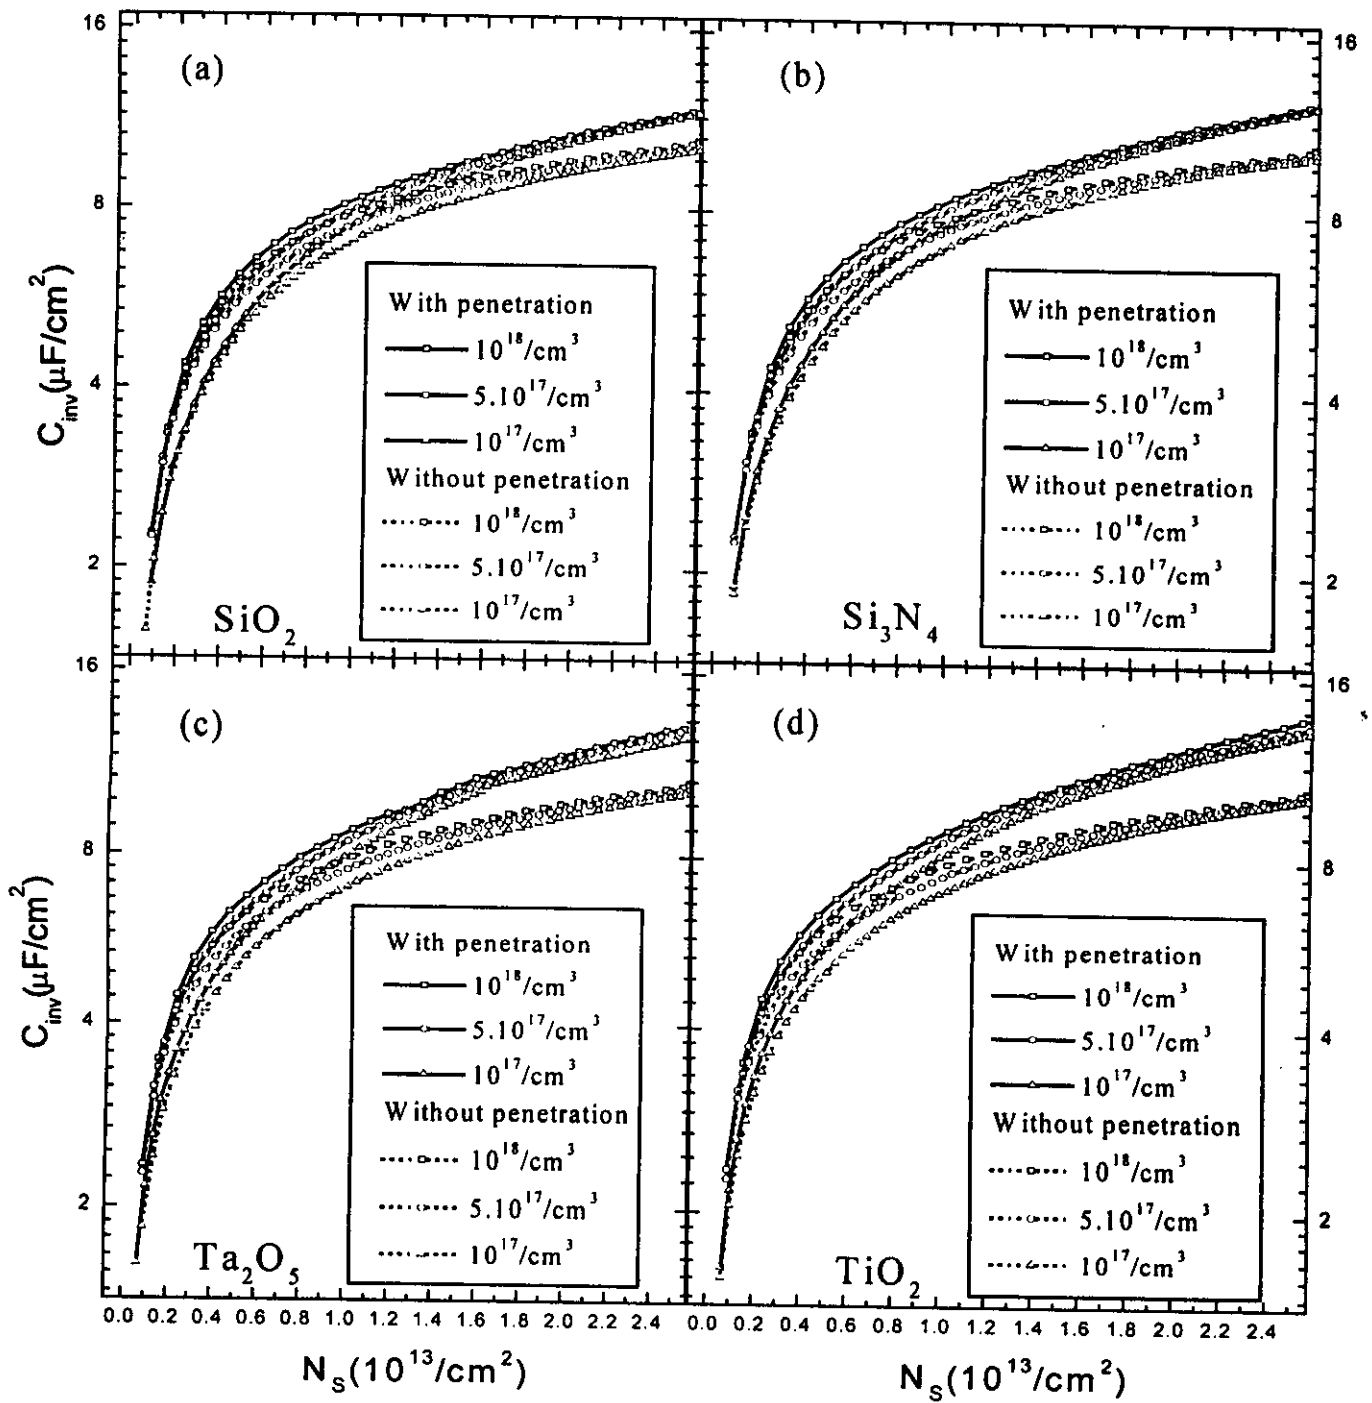 16
(a)
8
C_inv(μF/cm²)
4
2
With penetration
10¹⁸/cm³
5.10¹⁷/cm³
10¹⁷/cm³
Without penetration
10¹⁸/cm³
5.10¹⁷/cm³
10¹⁷/cm³
SiO₂
(b)
16
8
4
2
With penetration
10¹⁸/cm³
5.10¹⁷/cm³
10¹⁷/cm³
Without penetration
10¹⁸/cm³
5.10¹⁷/cm³
10¹⁷/cm³
Si₃N₄
16
(c)
8
C_inv(μF/cm²)
4
2
With penetration
10¹⁸/cm³
5.10¹⁷/cm³
10¹⁷/cm³
Without penetration
10¹⁸/cm³
5.10¹⁷/cm³
10¹⁷/cm³
Ta₂O₅
0.0 0.2 0.4 0.6 0.8 1.0 1.2 1.4 1.6 1.8 2.0 2.2 2.4
N_S(10¹³/cm²)
(d)
16
8
4
2
With penetration
10¹⁸/cm³
5.10¹⁷/cm³
10¹⁷/cm³
Without penetration
10¹⁸/cm³
5.10¹⁷/cm³
10¹⁷/cm³
TiO₂
0.0 0.2 0.4 0.6 0.8 1.0 1.2 1.4 1.6 1.8 2.0 2.2 2.4
N_S(10¹³/cm²)